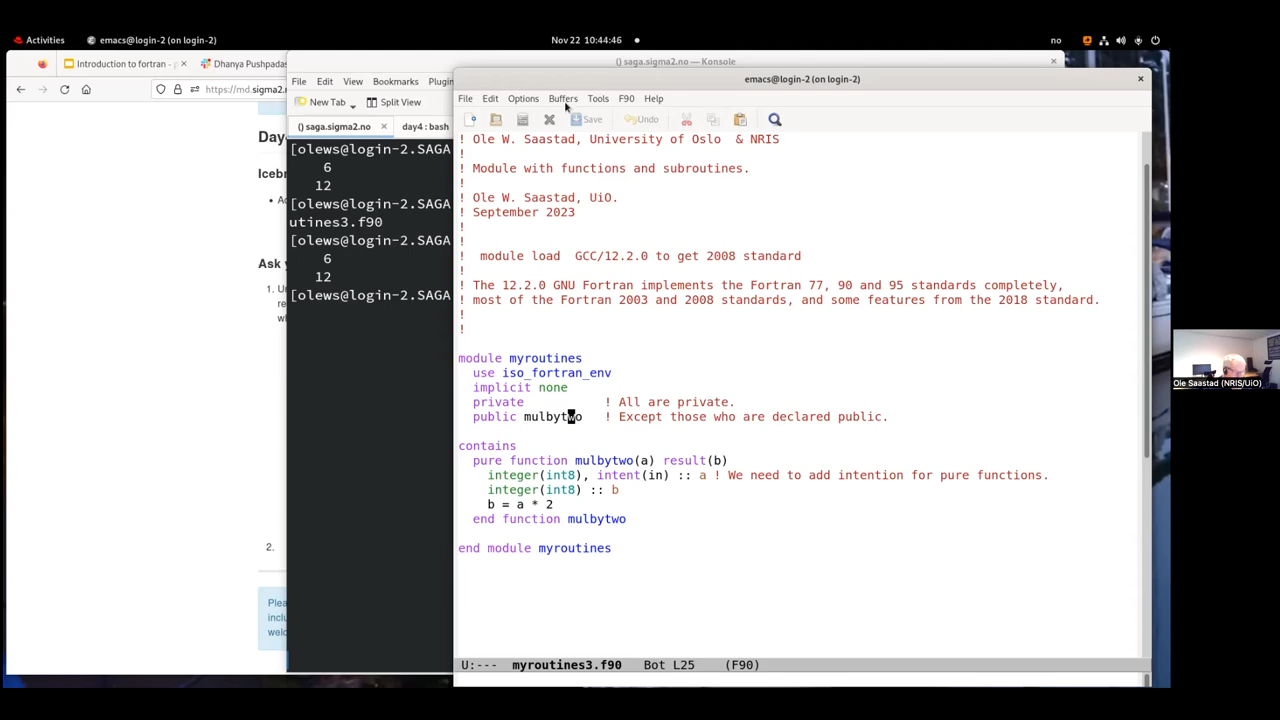 Activities
emacs@login-2 (on login-2)
Nov 22 10:44:46
no
Introduction to fortran -
Dhanya Pushpadas
() saga.sigma2.no — Konsole
https://md.sigma2
File Edit View Bookmarks Plugin
New Tab
Split View
() saga.sigma2.no
day4 : bash
emacs@login-2 (on login-2)
File Edit Options Buffers Tools F90 Help
Save
Undo
Day
Iceb
Ask y
1.
2.
Plea
inclu
welc
[olews@login-2.SAGA
6
12
[olews@login-2.SAGA
utines3.f90
[olews@login-2.SAGA
6
12
[olews@login-2.SAGA
! Ole W. Saastad, University of Oslo  & NRIS
!
! Module with functions and subroutines.
!
! Ole W. Saastad, UiO.
! September 2023
!
!
!  module load  GCC/12.2.0 to get 2008 standard
!
! The 12.2.0 GNU Fortran implements the Fortran 77, 90 and 95 standards completely,
! most of the Fortran 2003 and 2008 standards, and some features from the 2018 standard.
!
!
module myroutines
  use iso_fortran_env
  implicit none
  private           ! All are private.
  public mulbytwo   ! Except those who are declared public.
contains
  pure function mulbytwo(a) result(b)
    integer(int8), intent(in) :: a ! We need to add intention for pure functions.
    integer(int8) :: b
    b = a * 2
  end function mulbytwo
end module myroutines
U:---  myroutines3.f90   Bot L25    (F90)
Ole Saastad (NRIS/UiO)